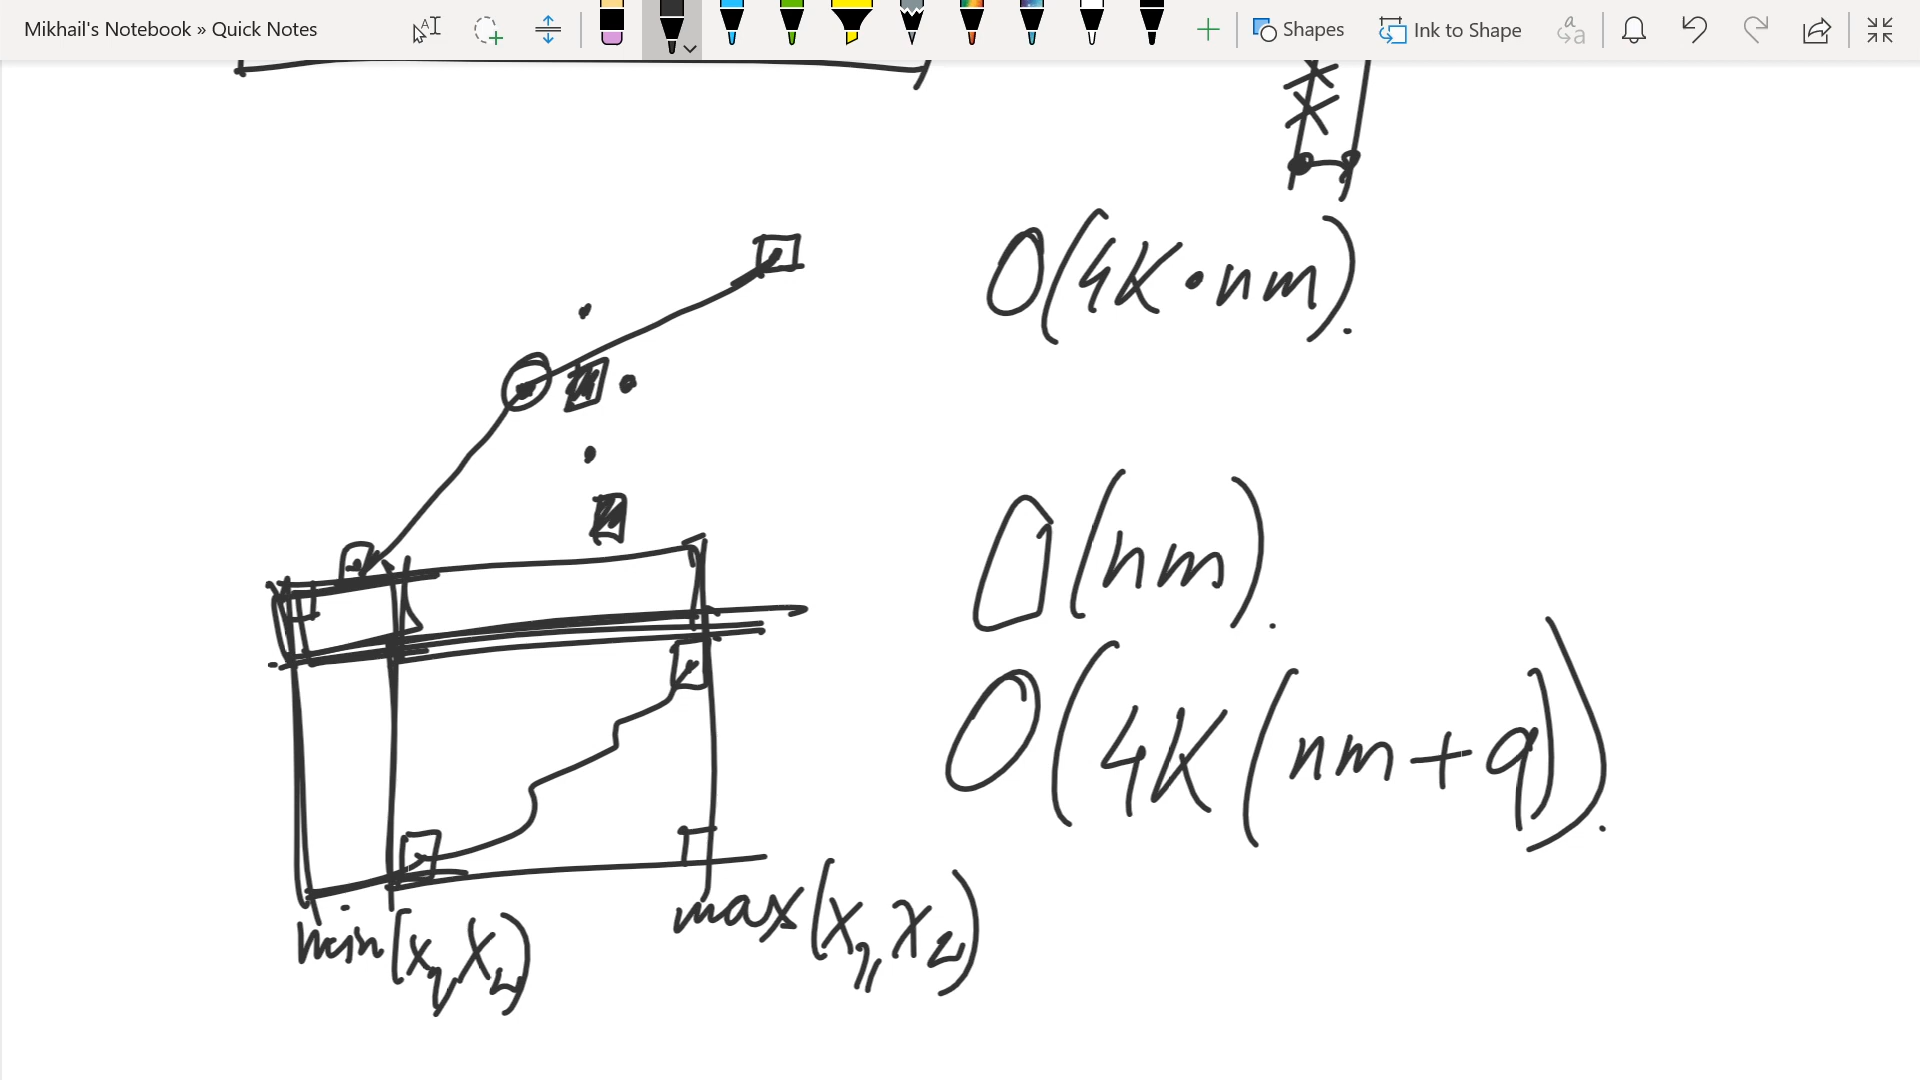 Mikhail's Notebook » Quick Notes
Shapes
Ink to Shape
O(4K·nm).
O(nm).
O(4K(nm+q)).
min(x1,x2)
max(x1,x2)